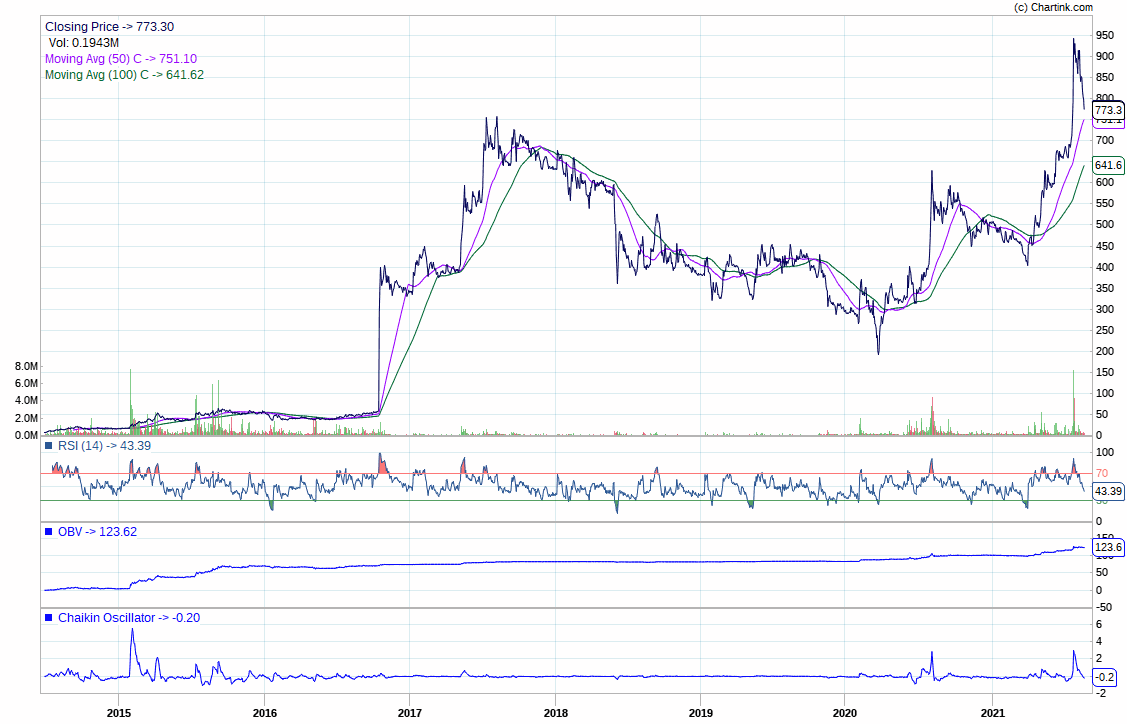 (c) Chartink.com
Closing Price -> 773.30
Vol: 0.1943M
Moving Avg (50) C -> 751.10
Moving Avg (100) C -> 641.62
950
900
850
800
773.3
751.1
700
641.6
600
550
500
450
400
350
300
250
200
150
100
50
0
8.0M
6.0M
4.0M
2.0M
0.0M
RSI (14) -> 43.39
100
70
43.39
0
OBV -> 123.62
150
123.6
100
50
0
-50
Chaikin Oscillator -> -0.20
6
4
2
-0.2
-2
2015 2016 2017 2018 2019 2020 2021